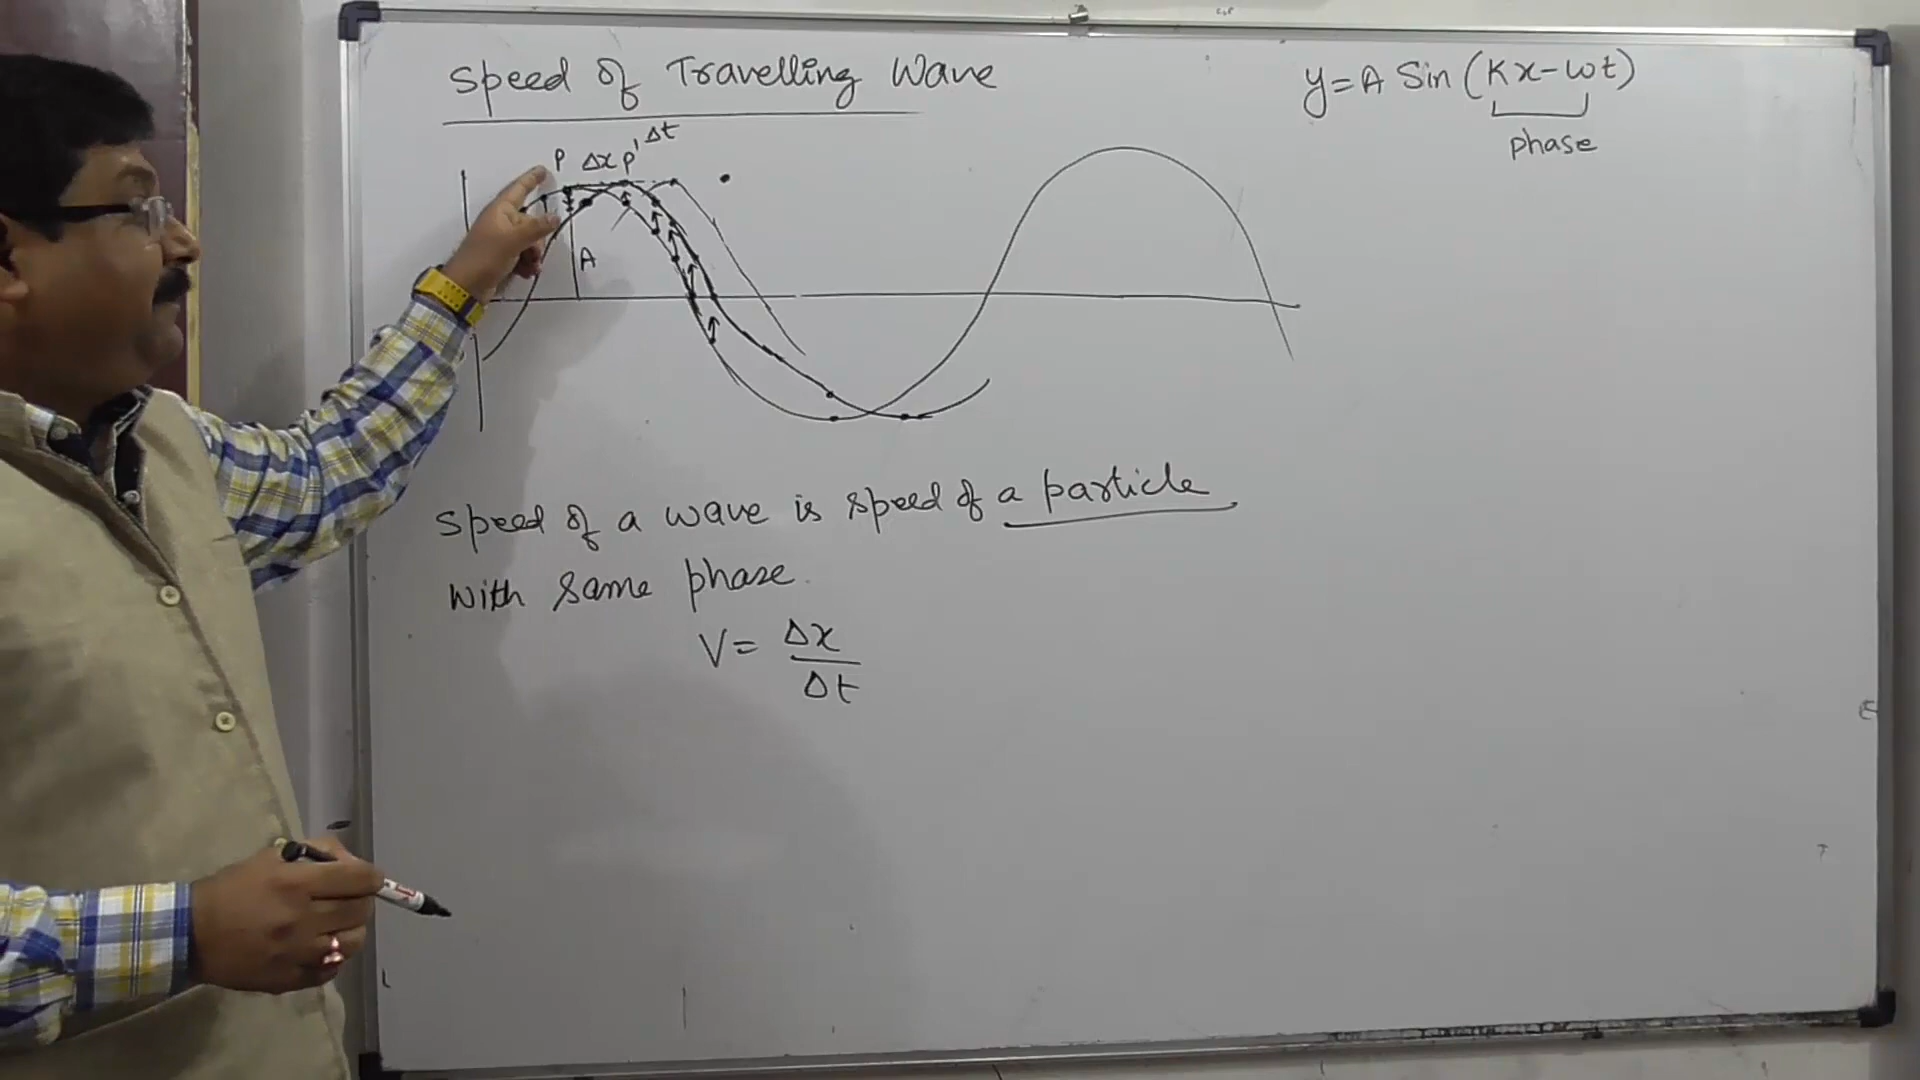 Speed of Travelling Wave
y = A Sin (Kx - ωt)
phase
P Δx P' Δt
A
Speed of a wave is speed of a particle
With same phase.
V = Δx / Δt